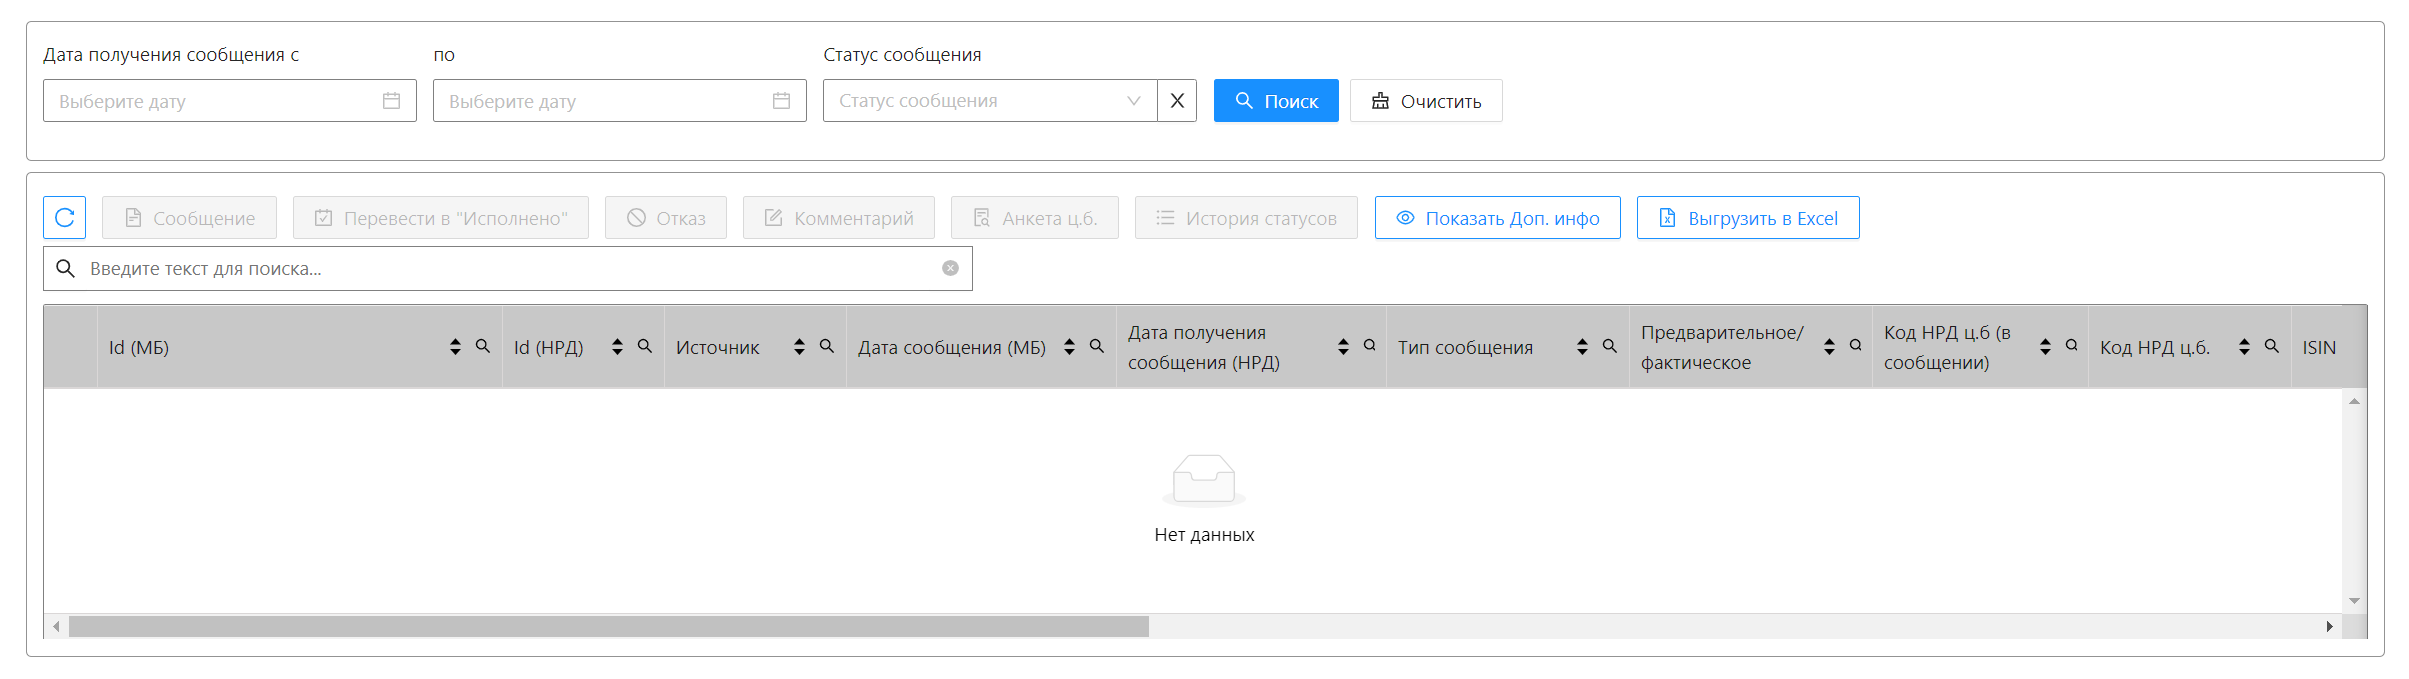 Дата получения сообщения с
по
Статус сообщения
Выберите дату
Выберите дату
Статус сообщения
X
Поиск
Очистить
Сообщение
Перевести в "Исполнено"
Отказ
Комментарий
Анкета ц.б.
История статусов
Показать Доп. инфо
Выгрузить в Excel
Введите текст для поиска...
Id (МБ)
Id (НРД)
Источник
Дата сообщения (МБ)
Дата получения
сообщения (НРД)
Тип сообщения
Предварительное/
фактическое
Код НРД ц.б (в
сообщении)
Код НРД ц.б.
ISIN
Нет данных